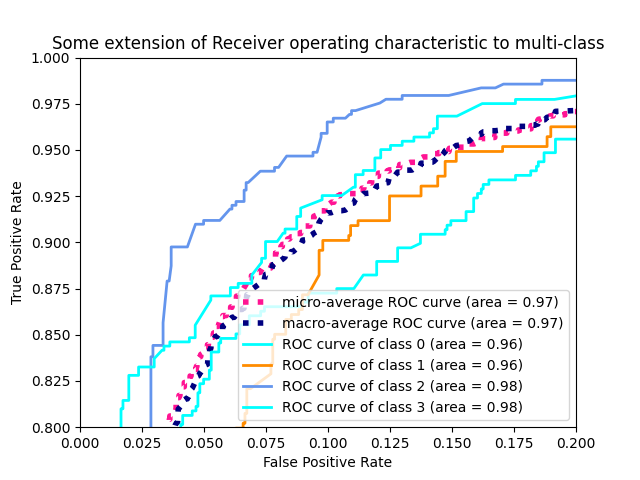 Some extension of Receiver operating characteristic to multi-class
True Positive Rate
1.000
0.975
0.950
0.925
0.900
0.875
0.850
0.825
0.800
micro-average ROC curve (area = 0.97)
macro-average ROC curve (area = 0.97)
ROC curve of class 0 (area = 0.96)
ROC curve of class 1 (area = 0.96)
ROC curve of class 2 (area = 0.98)
ROC curve of class 3 (area = 0.98)
0.000 0.025 0.050 0.075 0.100 0.125 0.150 0.175 0.200
False Positive Rate